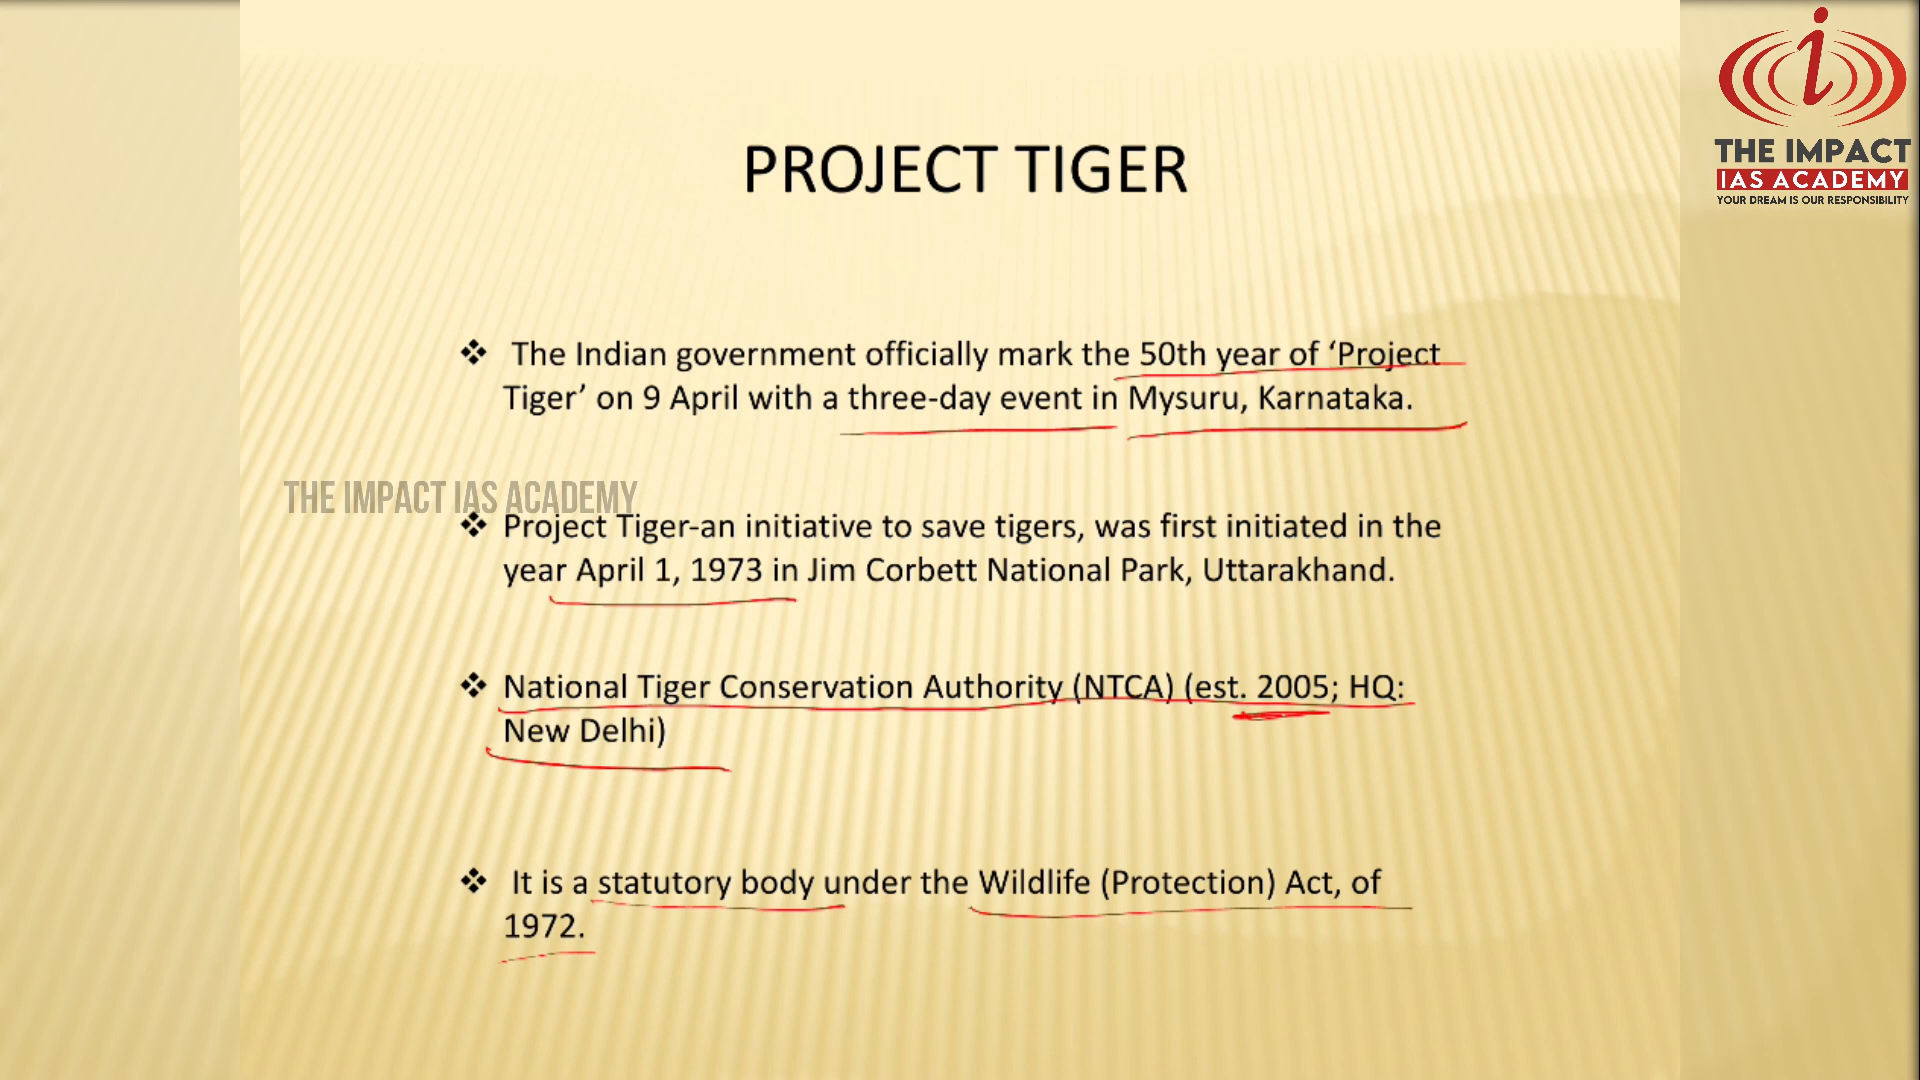 THE IMPACT
IAS ACADEMY
YOUR DREAM IS OUR RESPONSIBILITY
PROJECT TIGER
❖ The Indian government officially mark the 50th year of ‘Project
Tiger’ on 9 April with a three-day event in Mysuru, Karnataka.
THE IMPACT IAS ACADEMY
❖ Project Tiger-an initiative to save tigers, was first initiated in the
year April 1, 1973 in Jim Corbett National Park, Uttarakhand.
❖ National Tiger Conservation Authority (NTCA) (est. 2005; HQ:
New Delhi)
❖ It is a statutory body under the Wildlife (Protection) Act, of
1972.